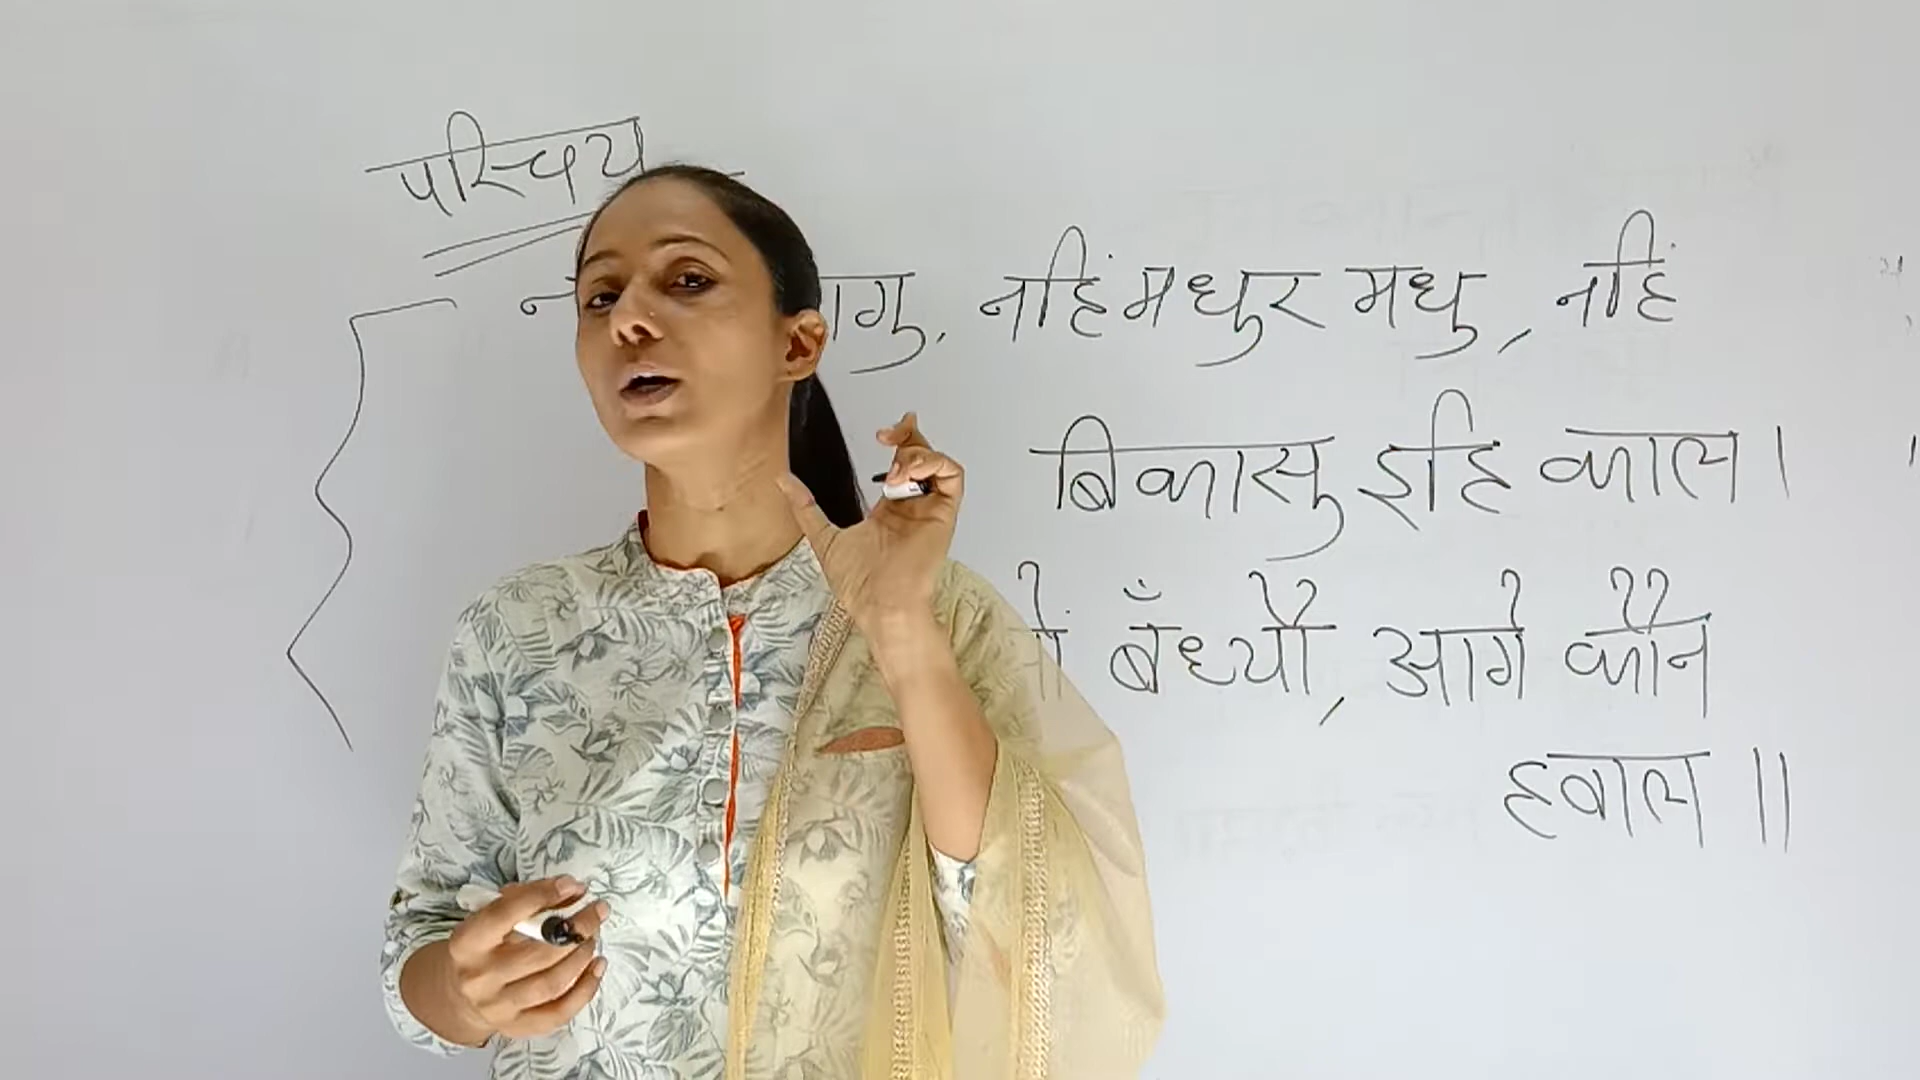 परिचय
नहिं मधुर मधु, नहिं
बिकासु इहि काल।
बँध्यौ, आगे कौन
हवाल॥